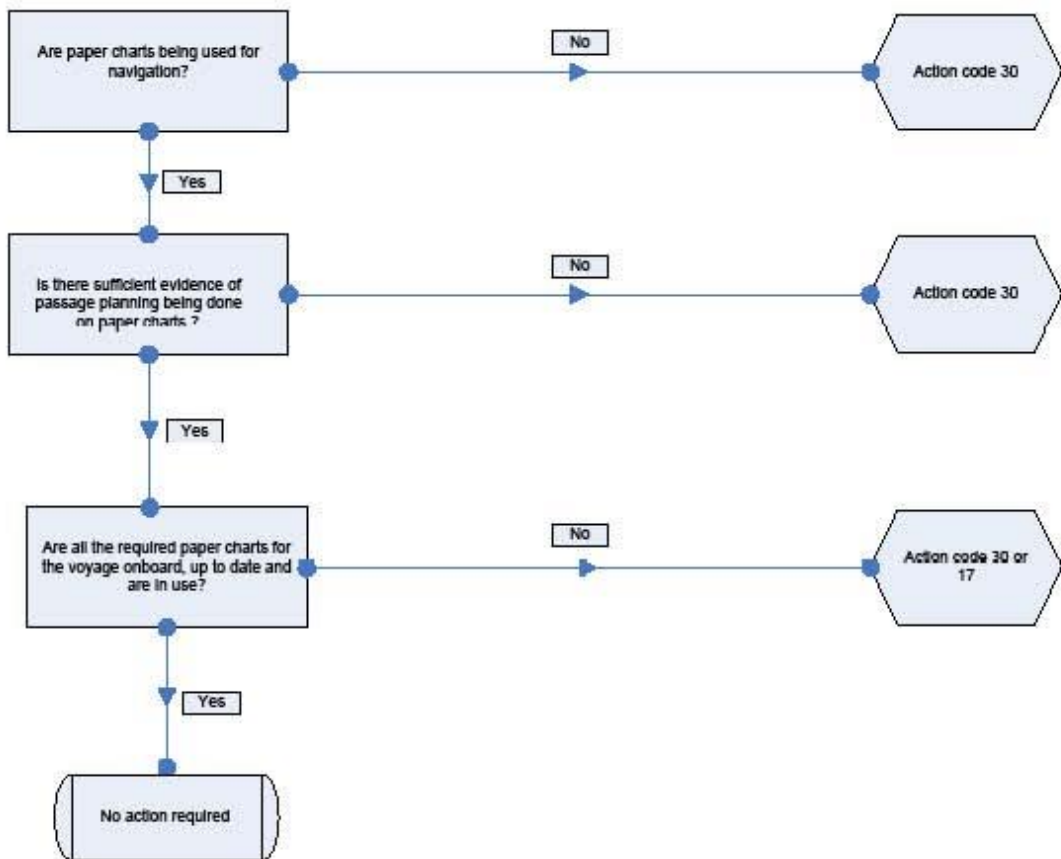 Are paper charts being used for
navigation?
No
Action code 30
Yes
Is there sufficient evidence of
passage planning being done
on paper charts ?
No
Action code 30
Yes
Are all the required paper charts for
the voyage onboard, up to date and
are in use?
No
Action code 30 or
17
Yes
No action required